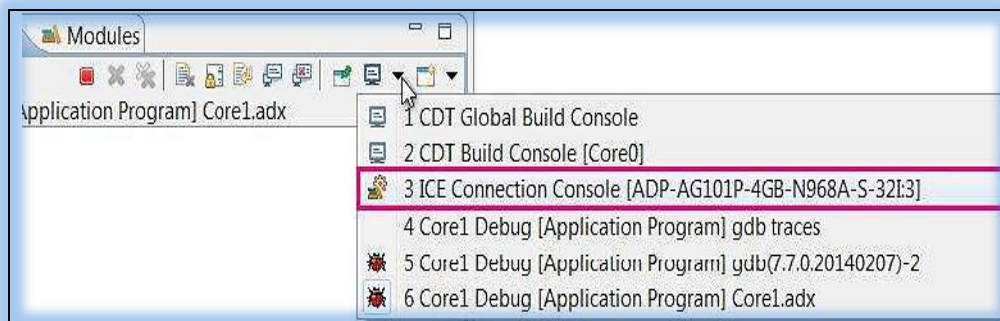 Modules
Application Program] Core1.adx
1 CDT Global Build Console
2 CDT Build Console [Core0]
3 ICE Connection Console [ADP-AG101P-4GB-N968A-S-32I:3]
4 Core1 Debug [Application Program] gdb traces
5 Core1 Debug [Application Program] gdb(7.7.0.20140207)-2
6 Core1 Debug [Application Program] Core1.adx